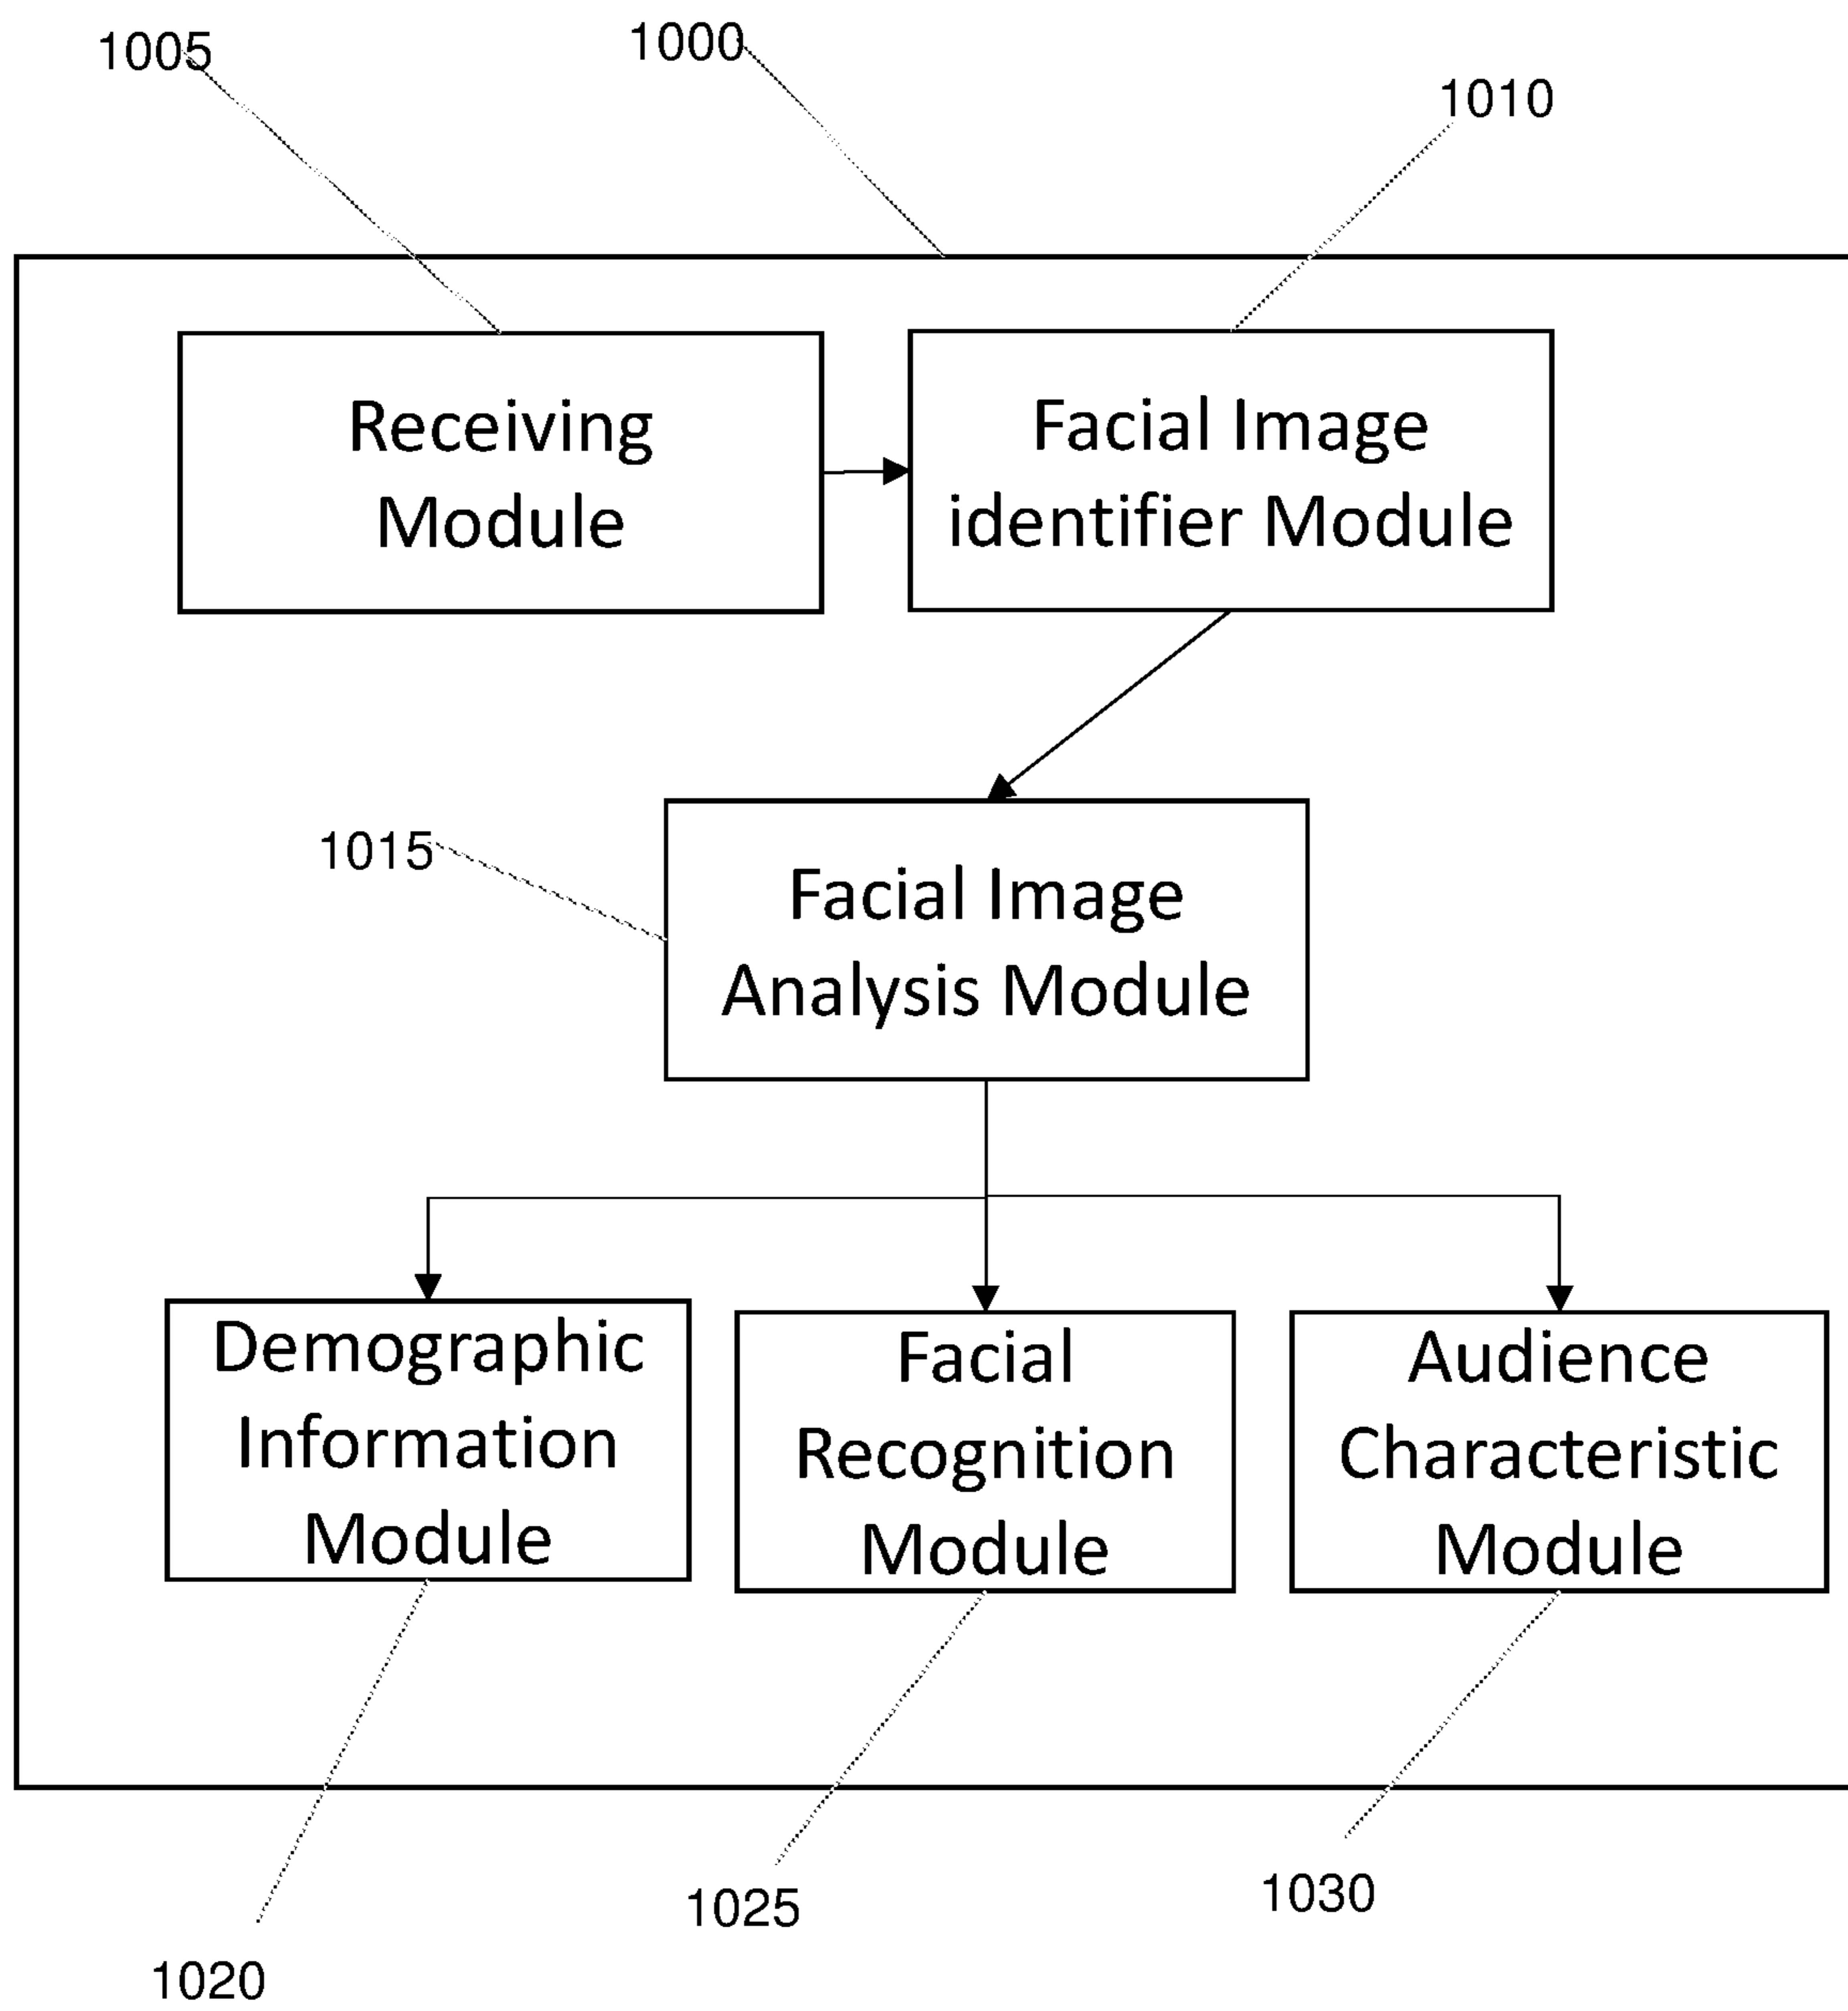 1005
1000
1010
Receiving
Module
Facial Image
identifier Module
1015
Facial Image
Analysis Module
Demographic
Information
Module
Facial
Recognition
Module
Audience
Characteristic
Module
1020
1025
1030